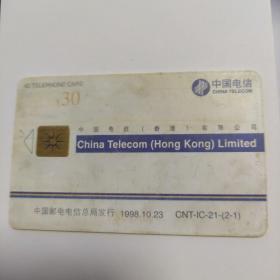 IC TELEPHONE CARD
¥30
中国电信
CHINA TELECOM
中国电信(香港)有限公司
China Telecom (Hong Kong) Limited
中国邮电电信总局发行 1998.10.23 CNT-IC-21-(2-1)